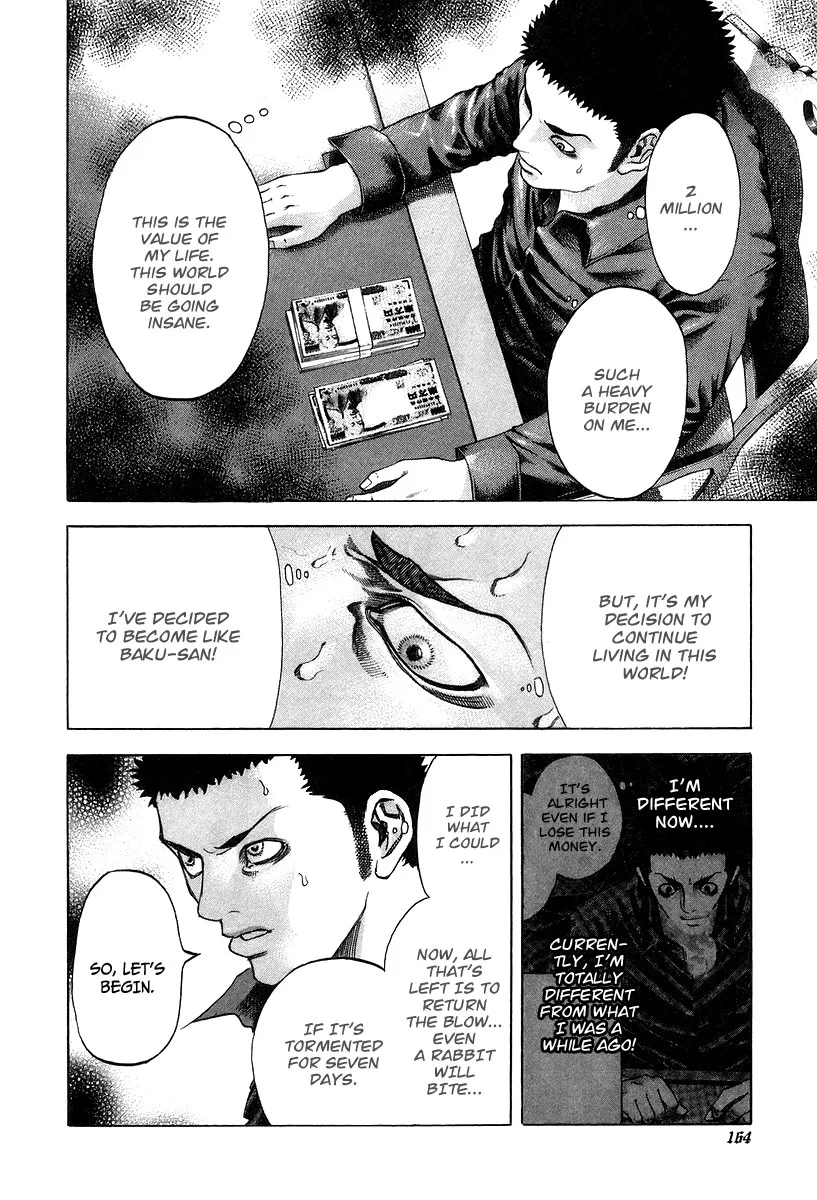 2
MILLION
...
SUCH
A HEAVY
BURDEN
ON ME...
THIS IS THE
VALUE OF
MY LIFE.
THIS WORLD
SHOULD
BE GOING
INSANE.
BUT, IT'S MY
DECISION TO
CONTINUE
LIVING IN THIS
WORLD!
I'VE DECIDED
TO BECOME LIKE
BAKU-SAN!
I'M
DIFFERENT
NOW....
IT'S
ALRIGHT
EVEN IF I
LOSE THIS
MONEY.
CURREN-
TLY, I'M
TOTALLY
DIFFERENT
FROM WHAT
I WAS A
WHILE AGO!
I DID
WHAT
I COULD
...
NOW, ALL
THAT'S
LEFT IS TO
RETURN
THE BLOW...
EVEN
A RABBIT
WILL
BITE...
IF IT'S
TORMENTED
FOR SEVEN
DAYS.
SO, LET'S
BEGIN.
164